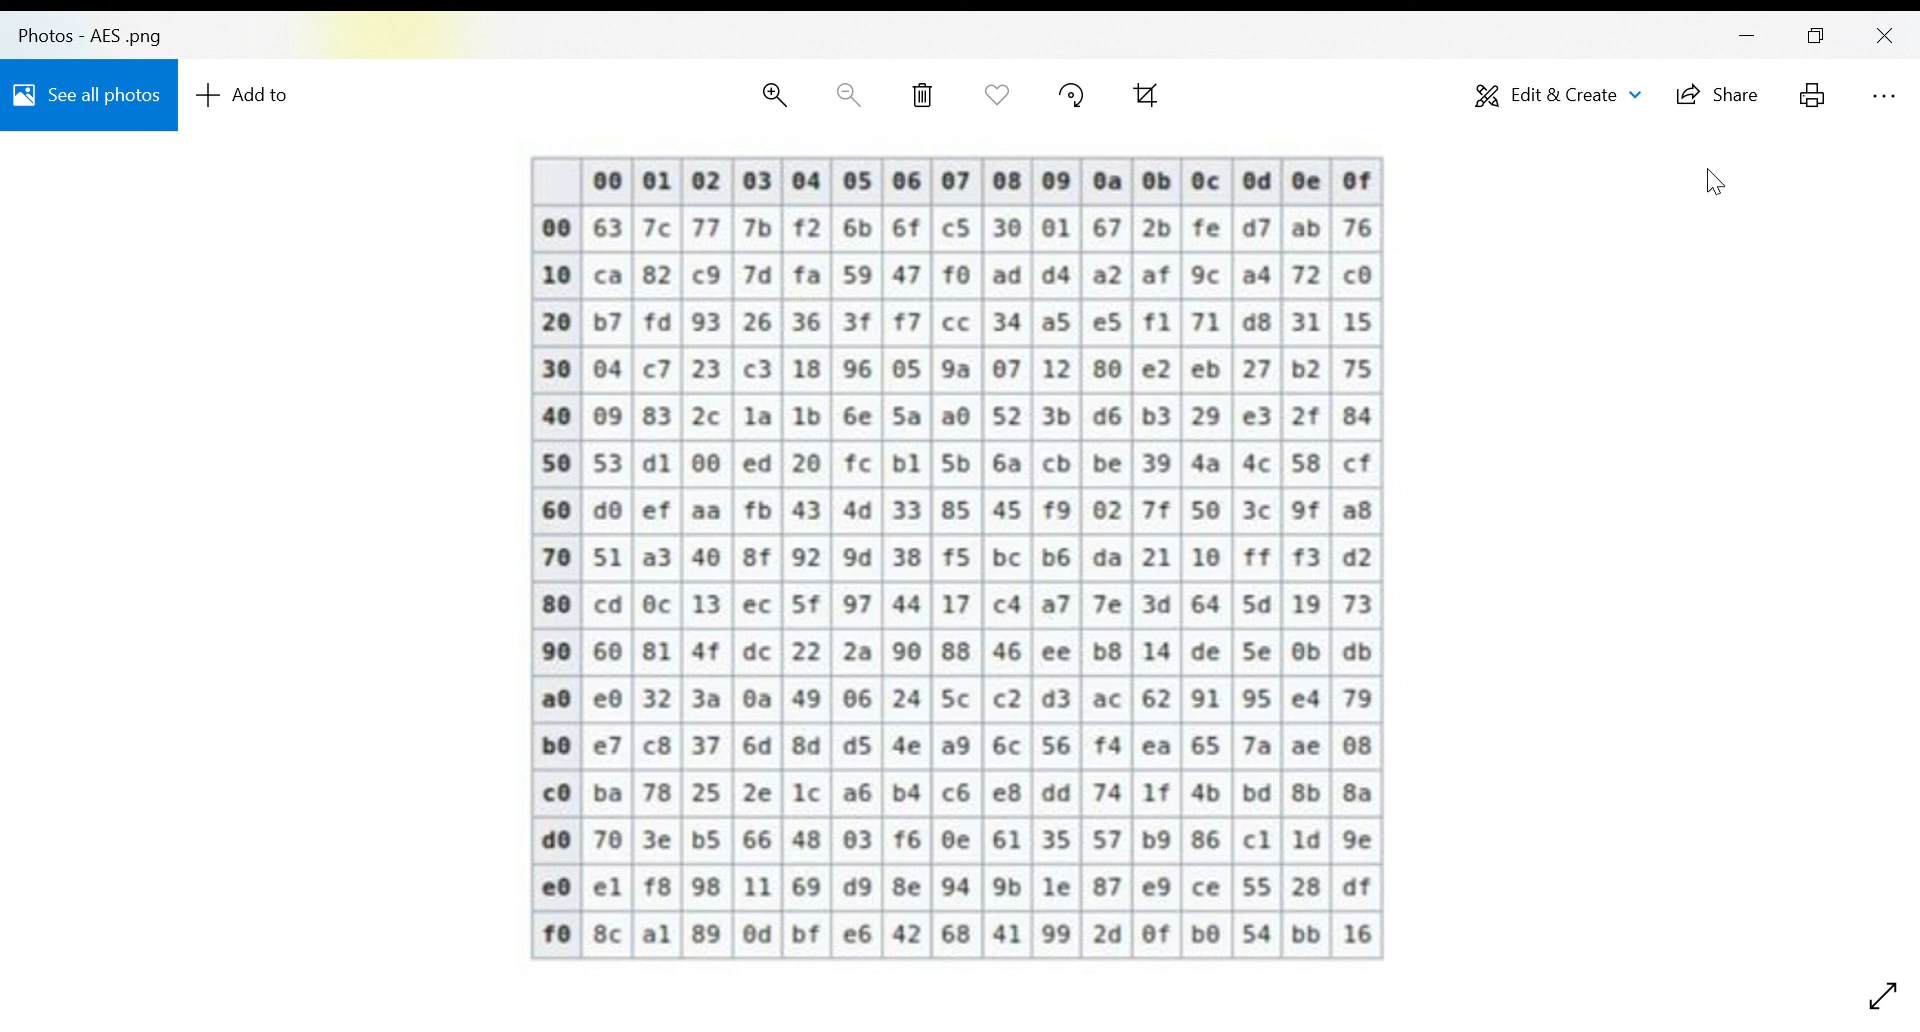 Photos - AES .png
See all photos
Add to
Edit & Create
Share
00 01 02 03 04 05 06 07 08 09 0a 0b 0c 0d 0e 0f
00 63 7c 77 7b f2 6b 6f c5 30 01 67 2b fe d7 ab 76
10 ca 82 c9 7d fa 59 47 f0 ad d4 a2 af 9c a4 72 c0
20 b7 fd 93 26 36 3f f7 cc 34 a5 e5 f1 71 d8 31 15
30 04 c7 23 c3 18 96 05 9a 07 12 80 e2 eb 27 b2 75
40 09 83 2c 1a 1b 6e 5a a0 52 3b d6 b3 29 e3 2f 84
50 53 d1 00 ed 20 fc b1 5b 6a cb be 39 4a 4c 58 cf
60 d0 ef aa fb 43 4d 33 85 45 f9 02 7f 50 3c 9f a8
70 51 a3 40 8f 92 9d 38 f5 bc b6 da 21 10 ff f3 d2
80 cd 0c 13 ec 5f 97 44 17 c4 a7 7e 3d 64 5d 19 73
90 60 81 4f dc 22 2a 90 88 46 ee b8 14 de 5e 0b db
a0 e0 32 3a 0a 49 06 24 5c c2 d3 ac 62 91 95 e4 79
b0 e7 c8 37 6d 8d d5 4e a9 6c 56 f4 ea 65 7a ae 08
c0 ba 78 25 2e 1c a6 b4 c6 e8 dd 74 1f 4b bd 8b 8a
d0 70 3e b5 66 48 03 f6 0e 61 35 57 b9 86 c1 1d 9e
e0 e1 f8 98 11 69 d9 8e 94 9b 1e 87 e9 ce 55 28 df
f0 8c a1 89 0d bf e6 42 68 41 99 2d 0f b0 54 bb 16